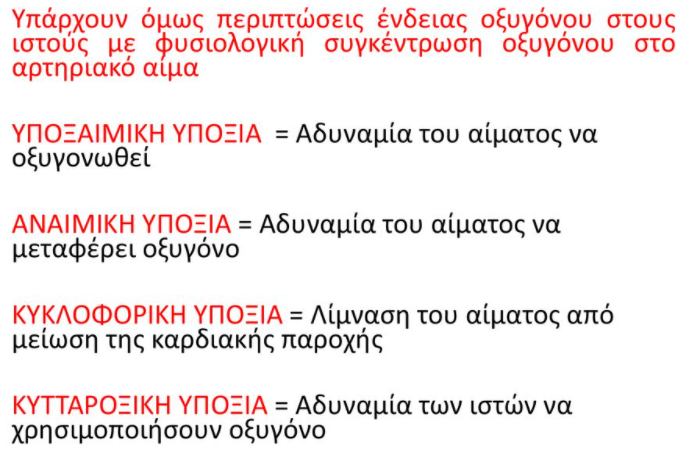 Υπάρχουν όμως περιπτώσεις ένδειας οξυγόνου στους
ιστούς με φυσιολογική συγκέντρωση οξυγόνου στο
αρτηριακό αίμα
ΥΠΟΞΑΙΜΙΚΗ ΥΠΟΞΙΑ = Αδυναμία του αίματος να
οξυγονωθεί
ΑΝΑΙΜΙΚΗ ΥΠΟΞΙΑ = Αδυναμία του αίματος να
μεταφέρει οξυγόνο
ΚΥΚΛΟΦΟΡΙΚΗ ΥΠΟΞΙΑ = Λίμναση του αίματος από
μείωση της καρδιακής παροχής
ΚΥΤΤΑΡΟΞΙΚΗ ΥΠΟΞΙΑ = Αδυναμία των ιστών να
χρησιμοποιήσουν οξυγόνο